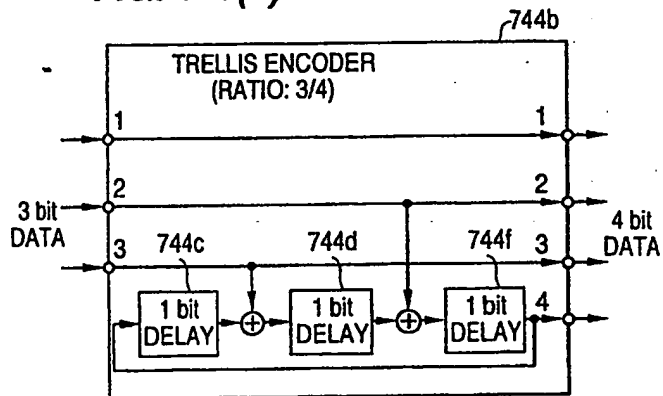 744b
TRELLIS ENCODER
(RATIO: 3/4)
1 1
2 2
3 bit
DATA
3 744c 744d 744f 3
4 bit
DATA
1 bit
DELAY
1 bit
DELAY
1 bit
DELAY
4